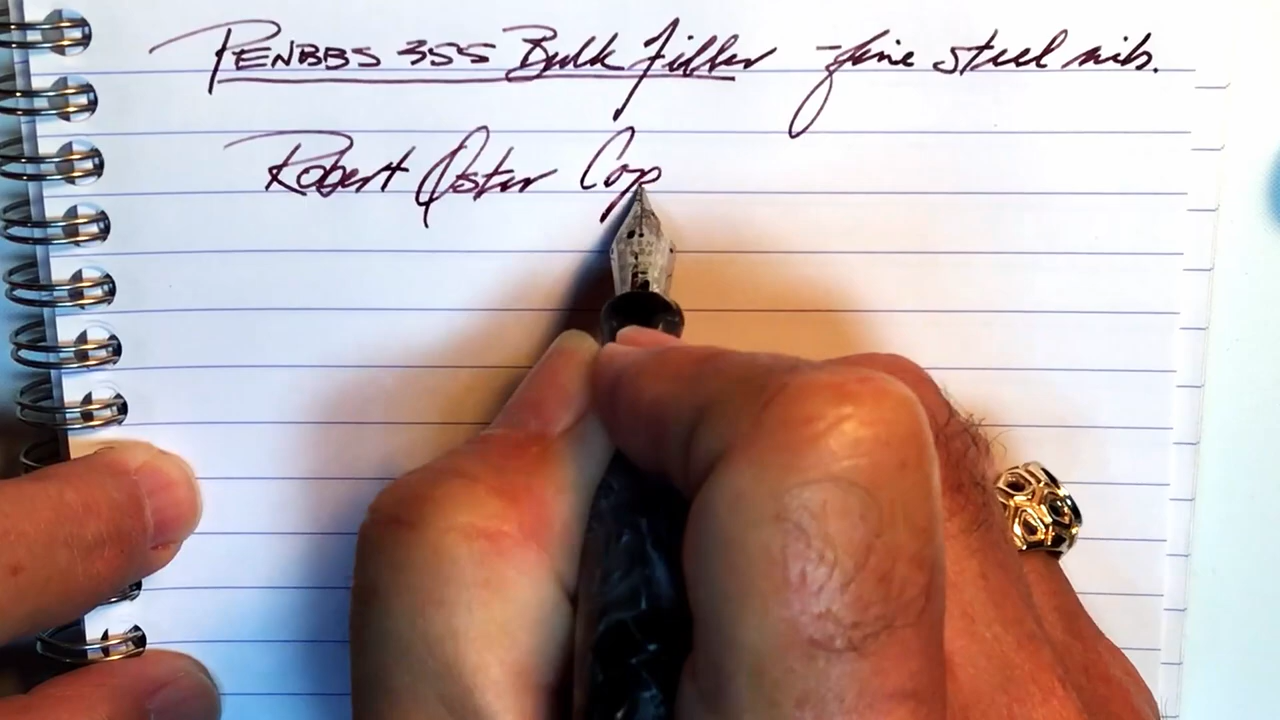 PENBBS 355 Bulk Filler - fine steel nib.
Robert Oster Cop